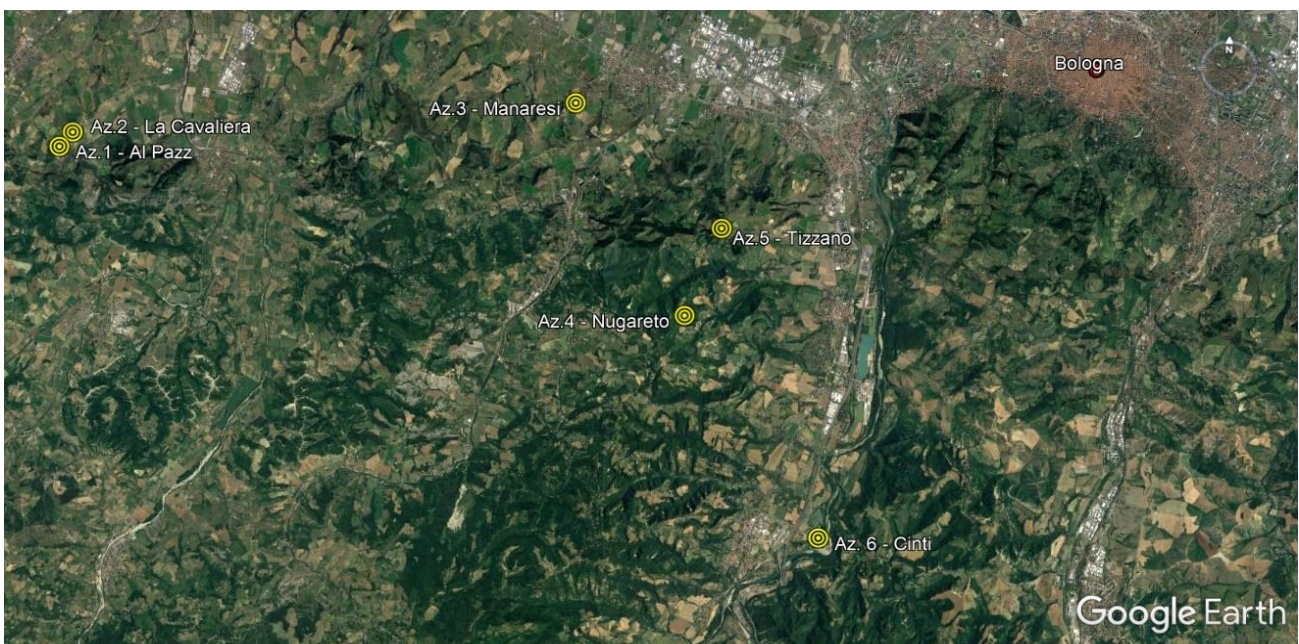 Bologna
N
Az.3 - Manaresi
Az.2 - La Cavaliera
Az.1 - Al Pazz
Az.5 - Tizzano
Az.4 - Nugareto
Az. 6 - Cinti
Google Earth